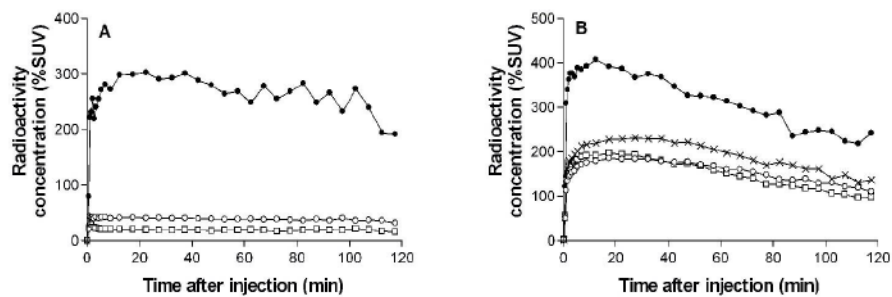 A
B
Radioactivity
concentration (%SUV)
400
300
200
100
0
0 20 40 60 80 100 120
Time after injection (min)
Radioactivity
concentration (%SUV)
500
400
300
200
100
0
0 20 40 60 80 100 120
Time after injection (min)